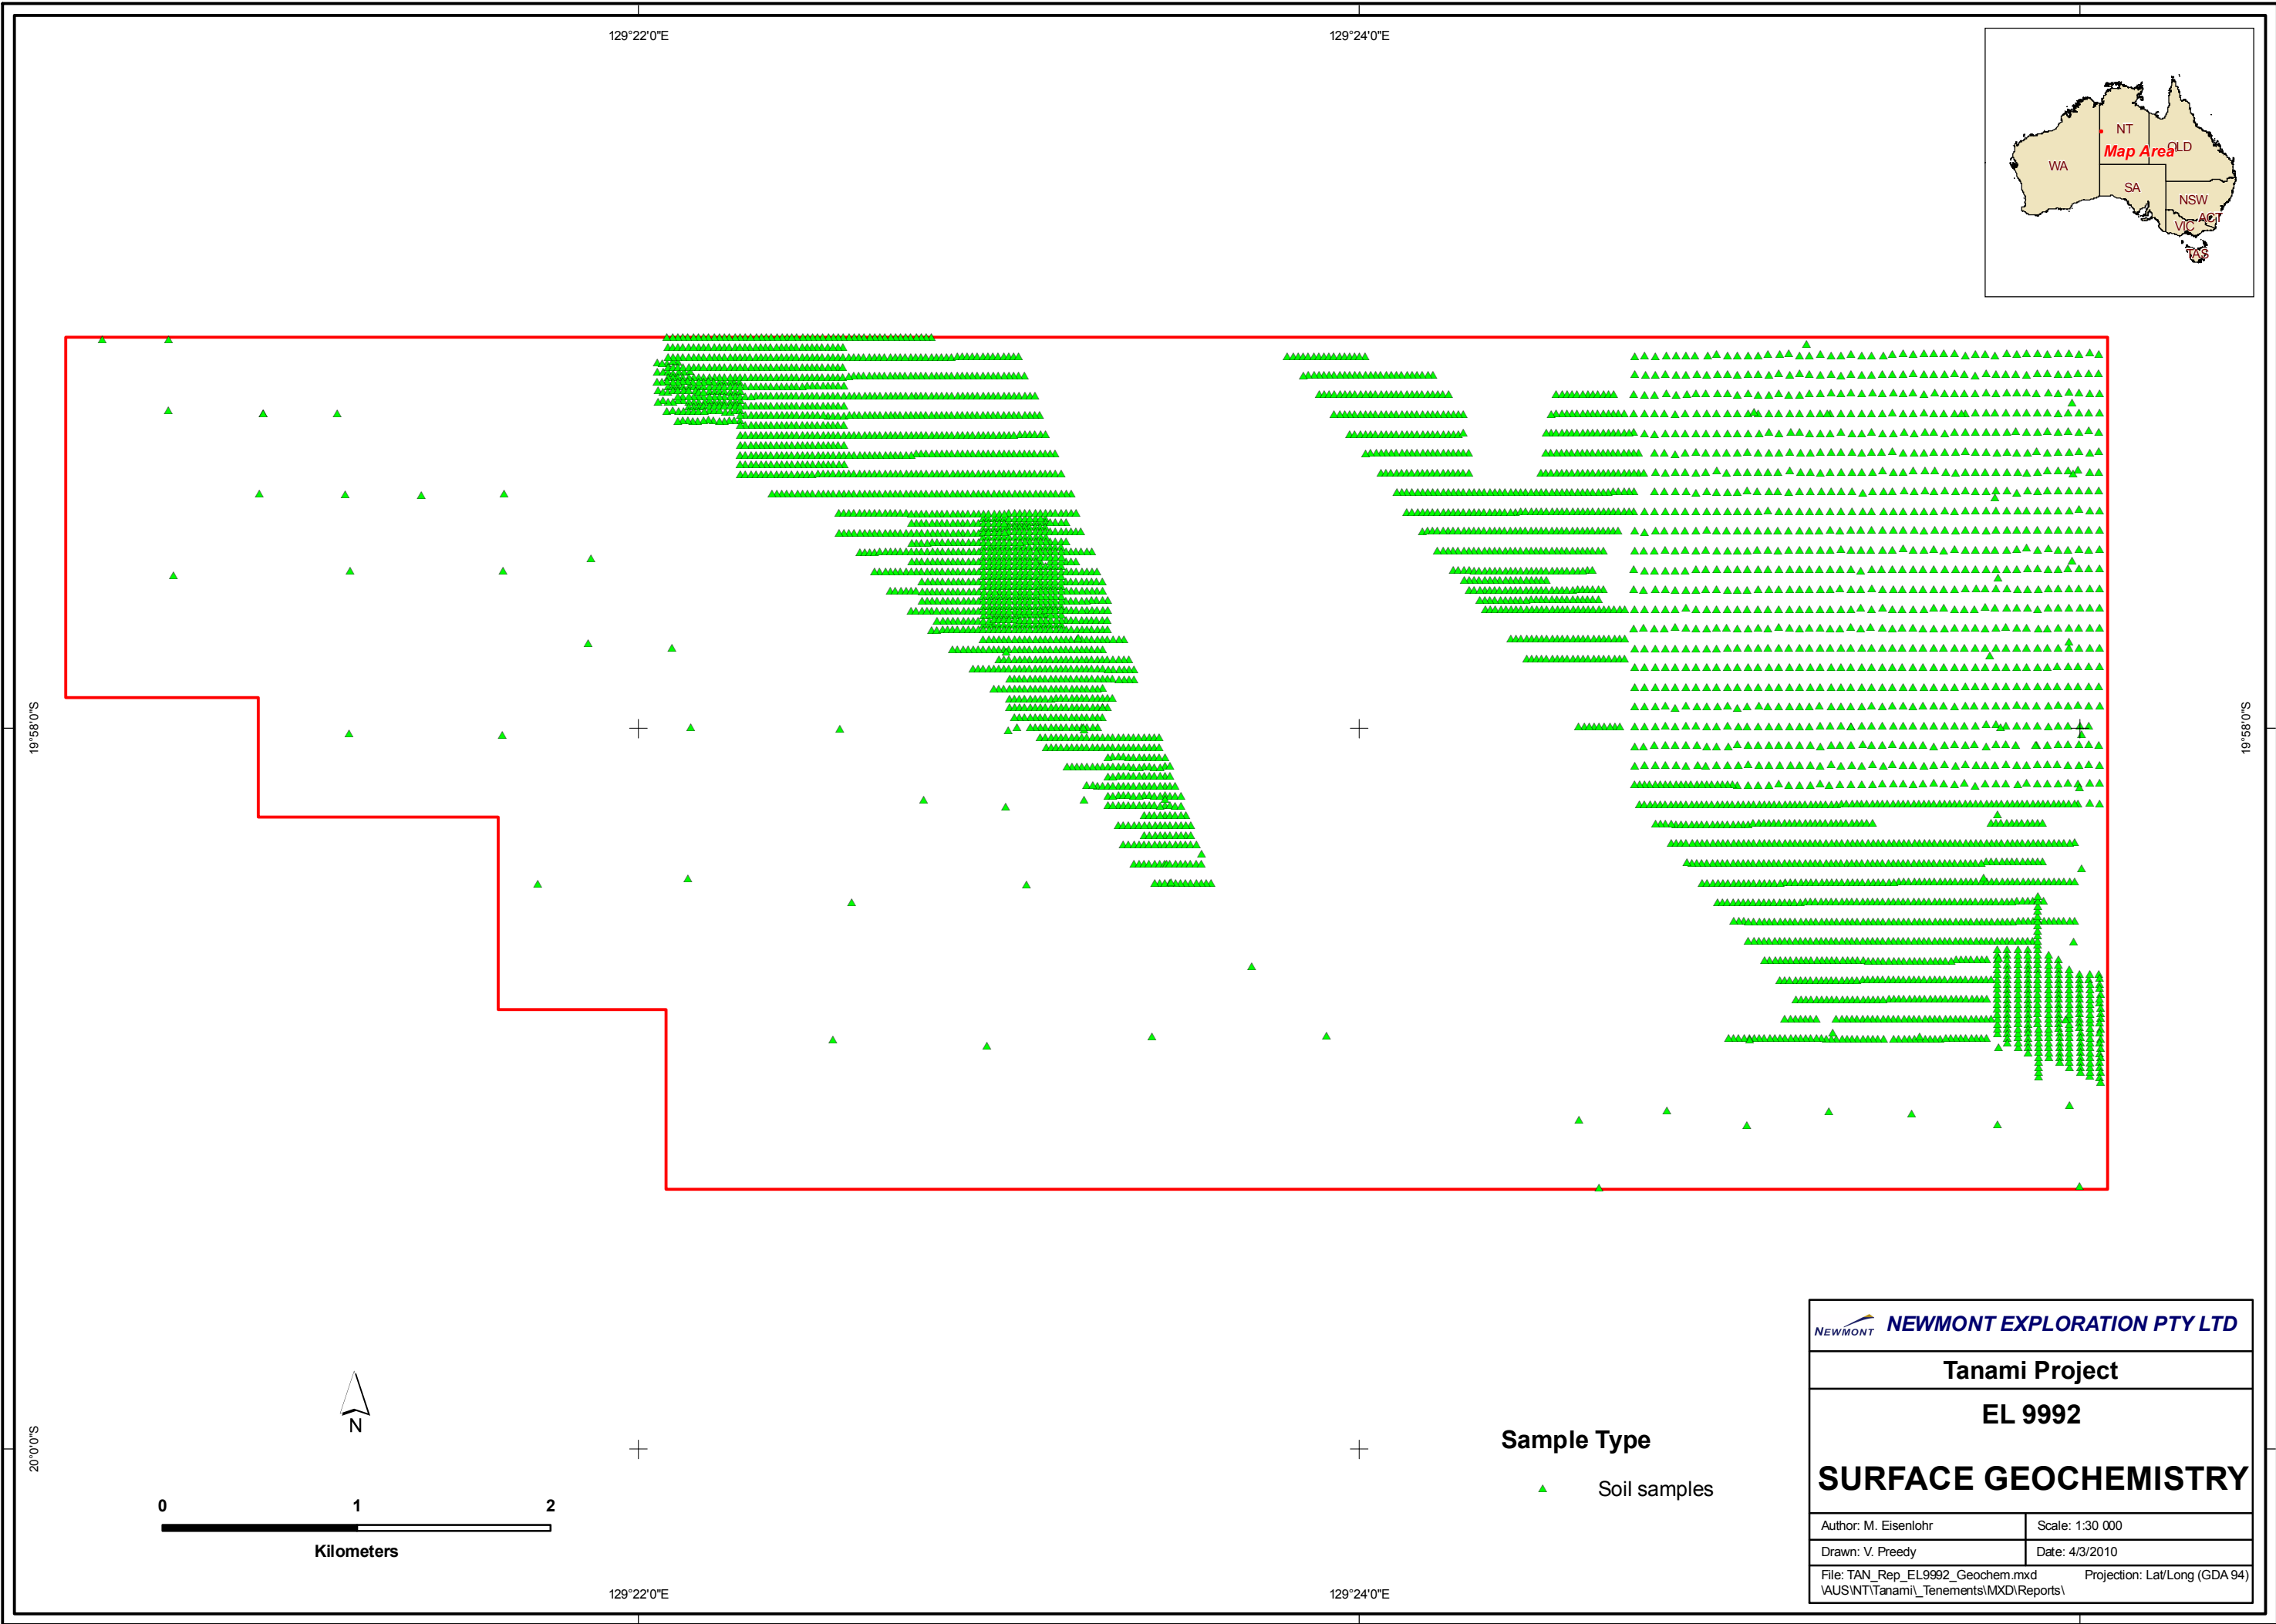 129°22'0"E
129°24'0"E
NT
Map Area
QLD
WA
SA
NSW
ACT
VIC
TAS
19°58'0"S
19°58'0"S
20°0'0"S
N
0 1 2
Kilometers
Sample Type
Soil samples
NEWMONT
NEWMONT EXPLORATION PTY LTD
Tanami Project
EL 9992
SURFACE GEOCHEMISTRY
Author: M. Eisenlohr
Scale: 1:30 000
Drawn: V. Preedy
Date: 4/3/2010
File: TAN_Rep_EL9992_Geochem.mxd
Projection: Lat/Long (GDA 94)
\AUS\NT\Tanami\_Tenements\MXD\Reports\
129°22'0"E
129°24'0"E